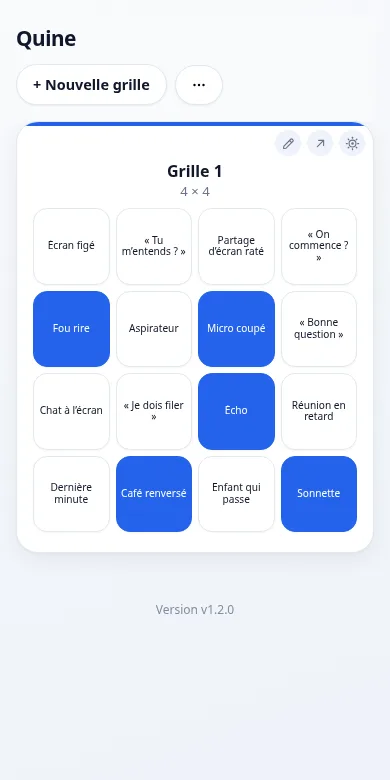 Quine
+ Nouvelle grille
...
Grille 1
4 × 4
Écran figé
« Tu
m’entends ? »
Partage
d’écran raté
« On
commence ?
»
Fou rire
Aspirateur
Micro coupé
« Bonne
question »
Chat à l’écran
« Je dois filer
»
Écho
Réunion en
retard
Dernière
minute
Café renversé
Enfant qui
passe
Sonnette
Version v1.2.0